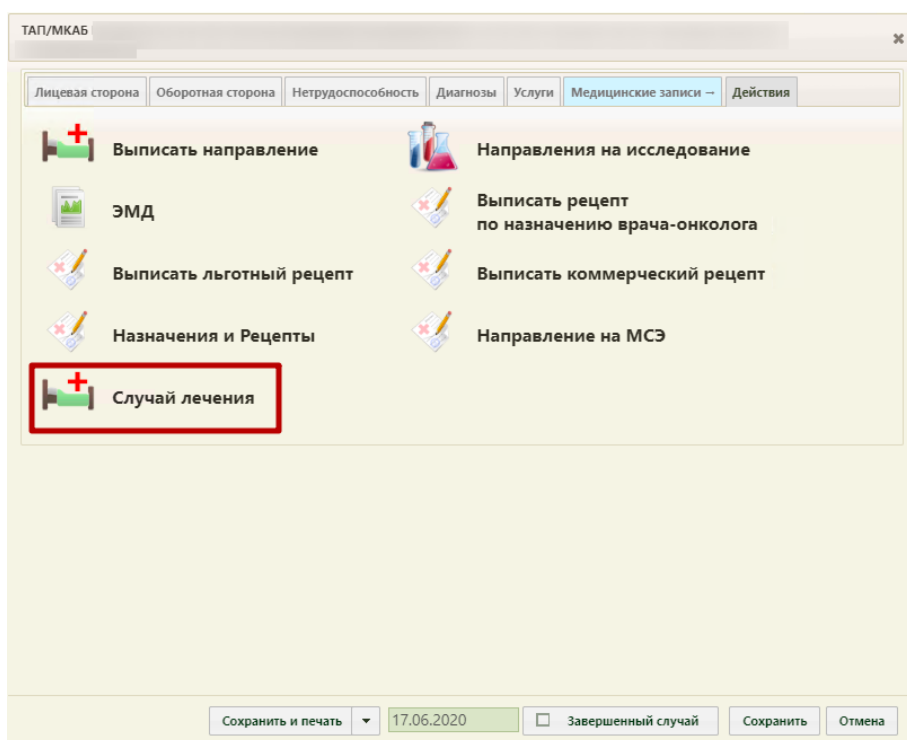 ТАП/МКАБ
Лицевая сторона Оборотная сторона Нетрудоспособность Диагнозы Услуги Медицинские записи → Действия
Выписать направление Направления на исследование
ЭМД Выписать рецепт
по назначению врача-онколога
Выписать льготный рецепт Выписать коммерческий рецепт
Назначения и Рецепты Направление на МСЭ
Случай лечения
Сохранить и печать 17.06.2020 Завершенный случай Сохранить Отмена